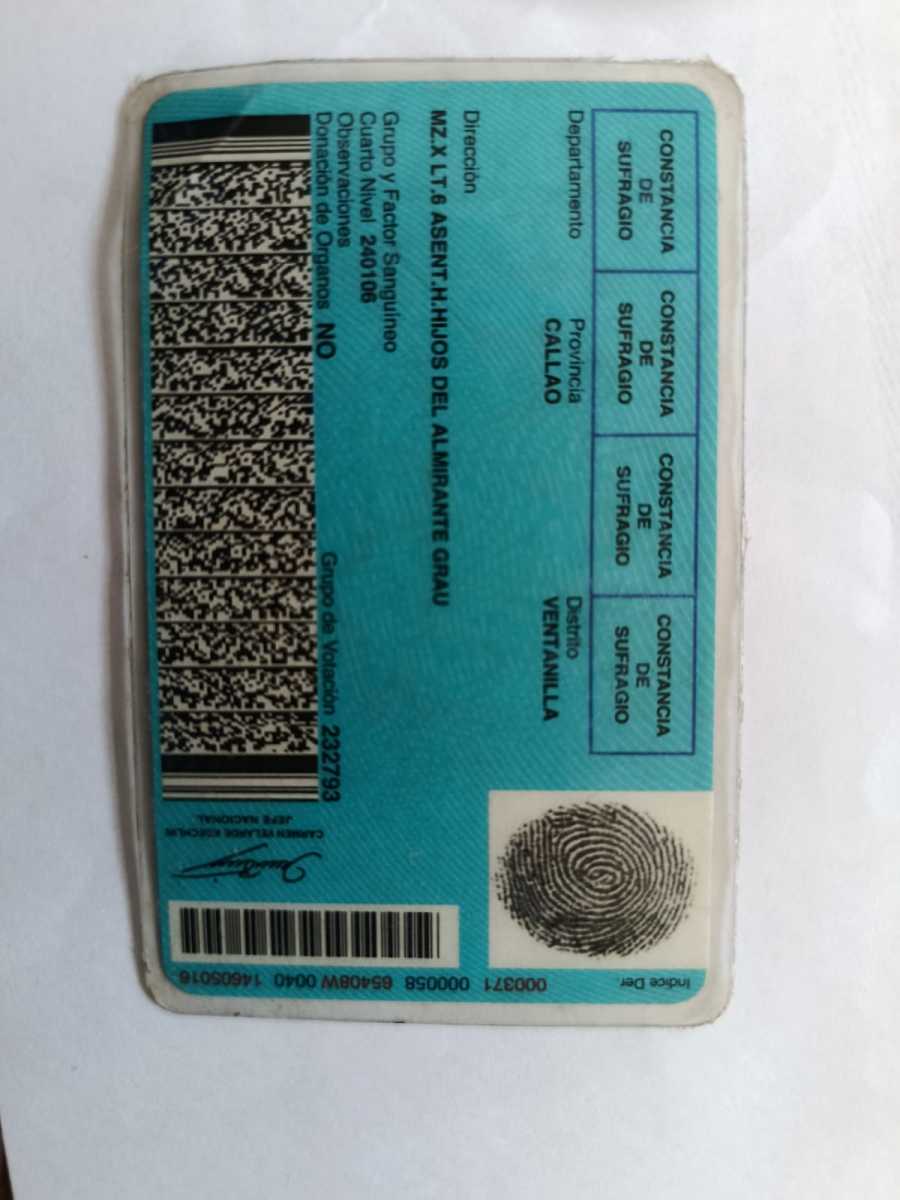 CONSTANCIA DE SUFRAGIO
CONSTANCIA DE SUFRAGIO
CONSTANCIA DE SUFRAGIO
CONSTANCIA DE SUFRAGIO
Departamento
Provincia
CALLAO
Distrito
VENTANILLA
Dirección
MZ.X LT.6 ASENT.H.HIJOS DEL ALMIRANTE GRAU
Grupo y Factor Sanguíneo
Cuarto Nivel 240106
Observaciones
Donación de Organos NO
Grupo de Votación 232793
Indice Der.
000371 000058 65408W 0040 14605016
CARMEN VELARDE KOECHLIN
JEFE NACIONAL